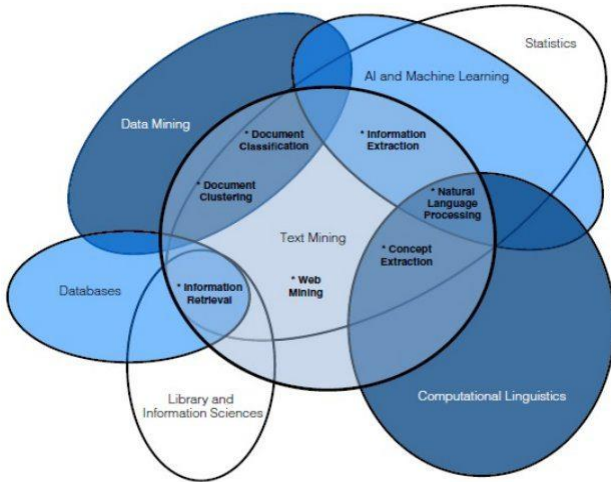 Statistics
AI and Machine Learning
Data Mining
* Document
Classification
* Information
Extraction
* Document
Clustering
* Natural
Language
Processing
Text Mining
* Concept
Extraction
* Web
Mining
Databases
* Information
Retrieval
Library and
Information Sciences
Computational Linguistics